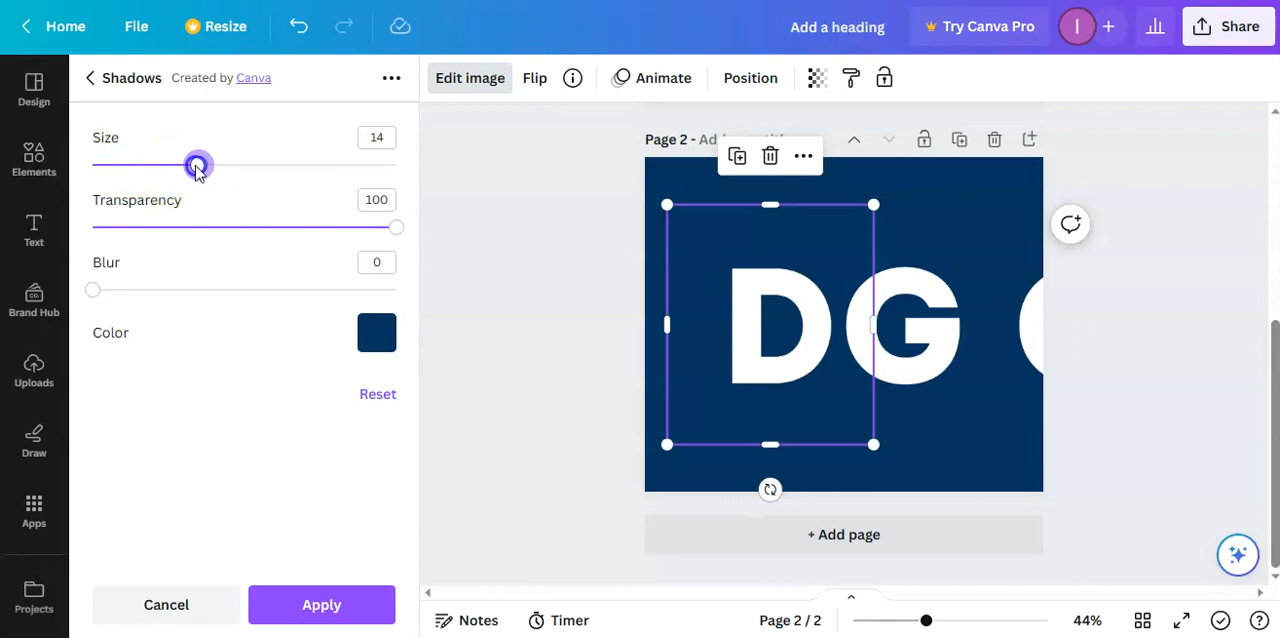 Home File Resize Add a heading Try Canva Pro I + Share
Shadows Created by Canva Edit image Flip Animate Position
Design
Elements
Text
Brand Hub
CO.
Uploads
Draw
Apps
Projects
Size 14
Transparency 100
Blur 0
Color
Reset
Cancel Apply
Page 2 - Ad
DG
+ Add page
Notes Timer Page 2 / 2 44%